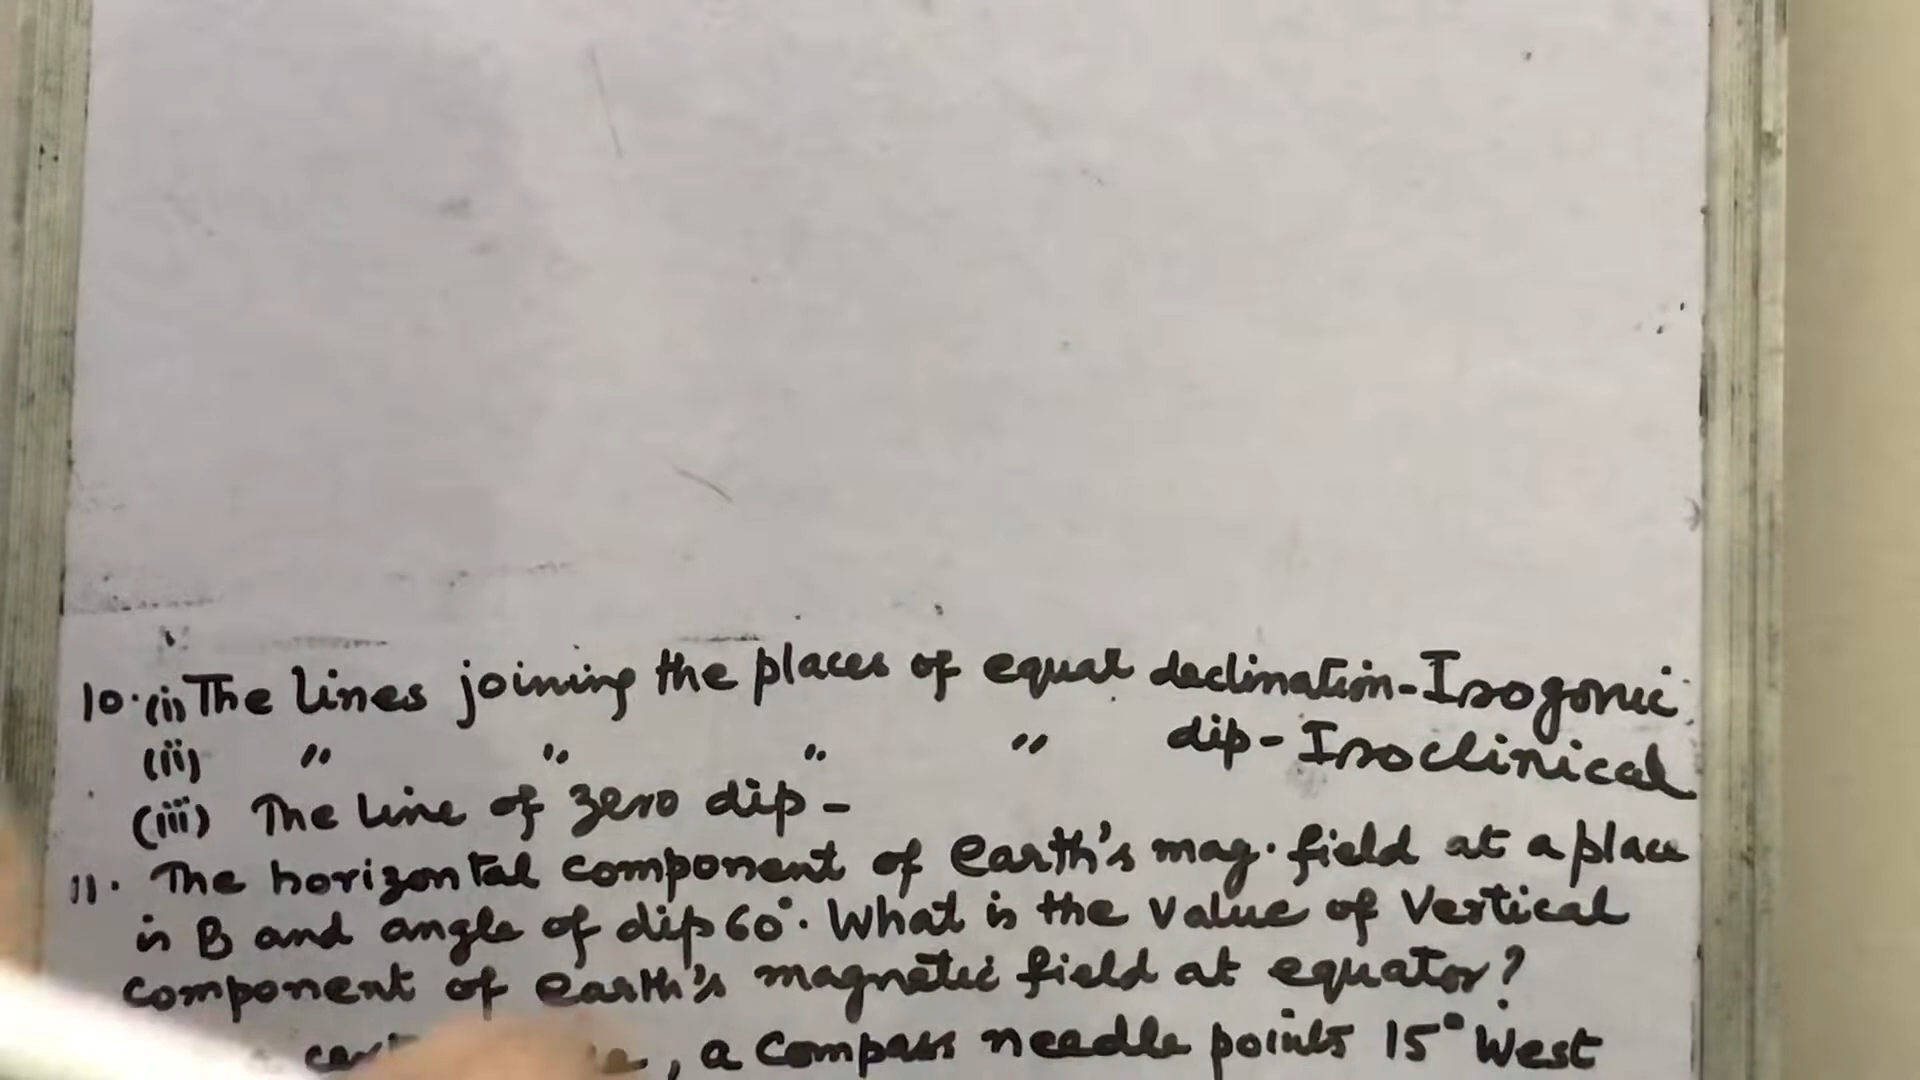 10. (i) The lines joining the places of equal declination - Isogonic
(ii) " " " " dip - Isoclinical
(iii) The line of zero dip -
11. The horizontal component of earth's mag. field at a place
is B and angle of dip 60°. What is the value of vertical
component of earth's magnetic field at equator?
, a compass needle points 15° West